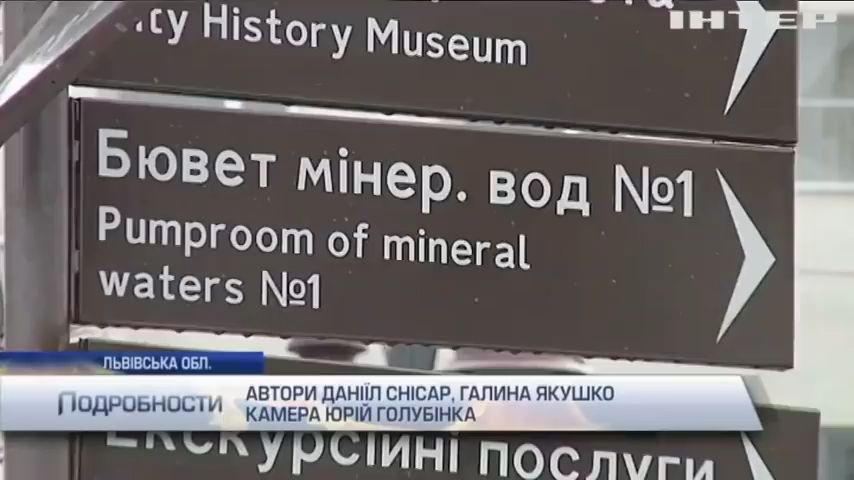 ІНТЕР
ty History Museum
Бювет мінер. вод №1
Pumproom of mineral
waters №1
ЛЬВІВСЬКА ОБЛ.
Подробности
АВТОРИ ДАНІЇЛ СНІСАР, ГАЛИНА ЯКУШКО
КАМЕРА ЮРІЙ ГОЛУБІНКА
Екскурсійні послуги